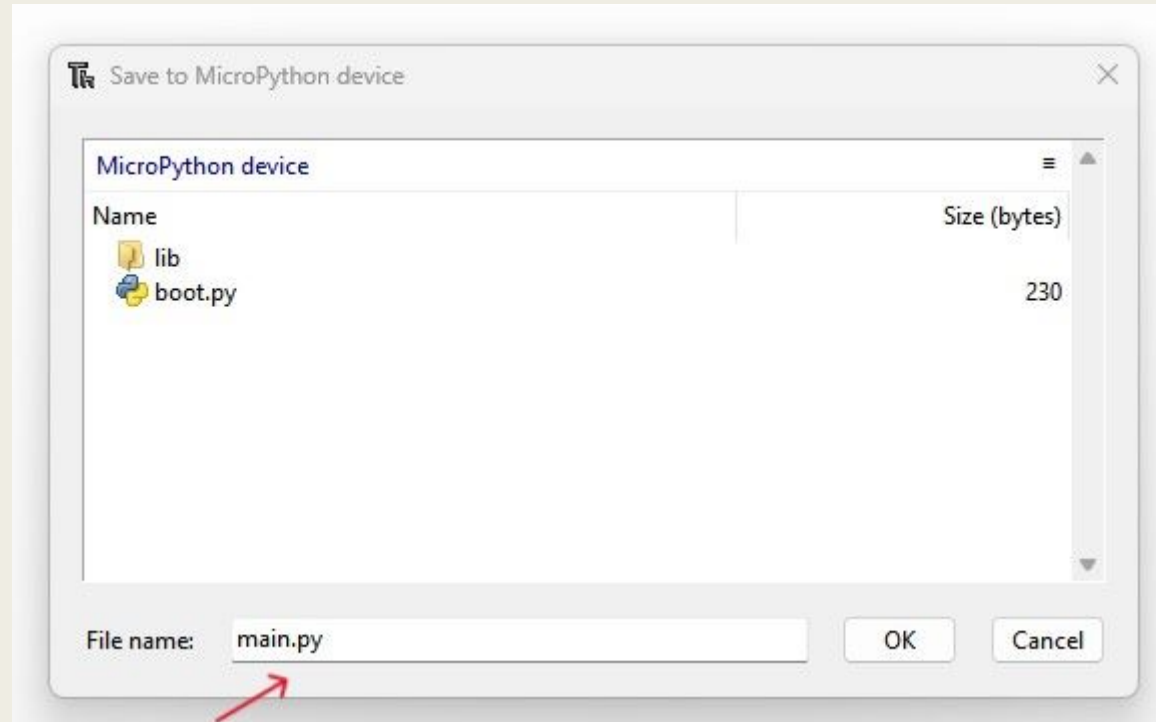 Save to MicroPython device
MicroPython device
Name Size (bytes)
lib
boot.py 230
File name: main.py OK Cancel